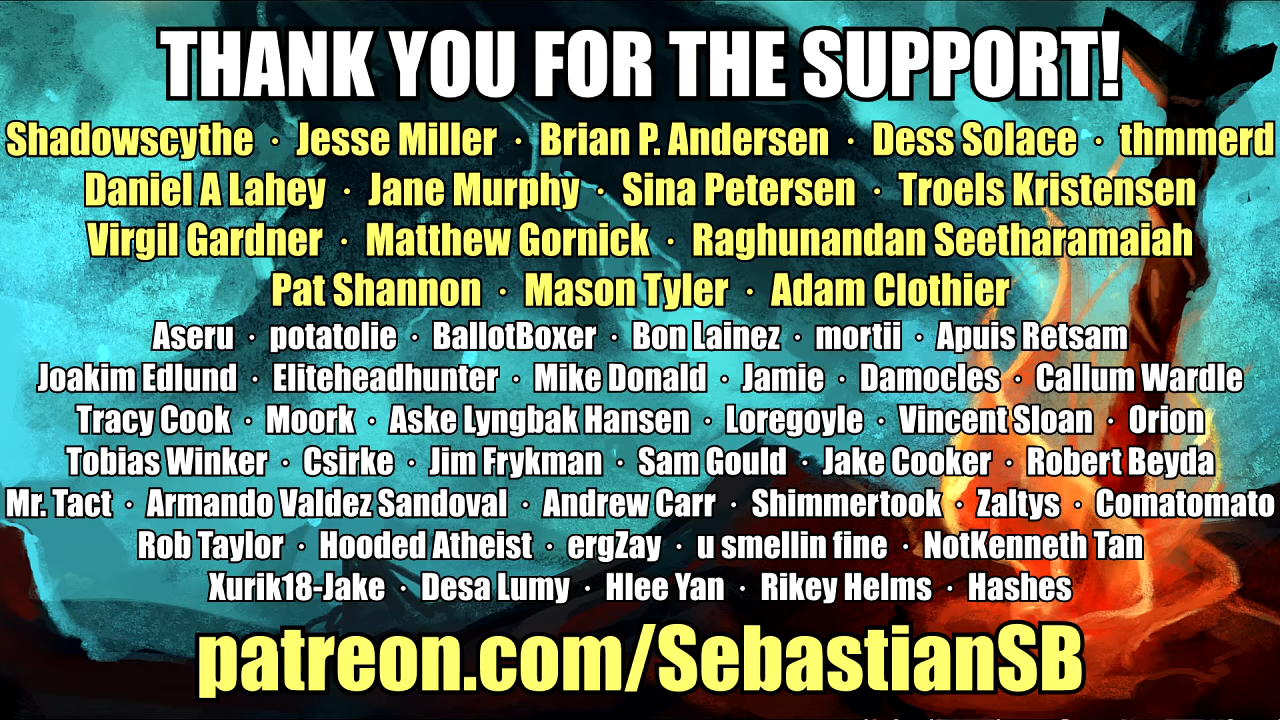 THANK YOU FOR THE SUPPORT!
Shadowscythe · Jesse Miller · Brian P. Andersen · Dess Solace · thmmerd
Daniel A Lahey · Jane Murphy · Sina Petersen · Troels Kristensen
Virgil Gardner · Matthew Gornick · Raghunandan Seetharamaiah
Pat Shannon · Mason Tyler · Adam Clothier
Aseru · potatolie · BallotBoxer · Bon Lainez · mortii · Apuis Retsam
Joakim Edlund · Eliteheadhunter · Mike Donald · Jamie · Damocles · Callum Wardle
Tracy Cook · Moork · Aske Lyngbak Hansen · Loregoyle · Vincent Sloan · Orion
Tobias Winker · Csirke · Jim Frykman · Sam Gould · Jake Cooker · Robert Beyda
Mr. Tact · Armando Valdez Sandoval · Andrew Carr · Shimmertook · Zaltys · Comatomato
Rob Taylor · Hooded Atheist · ergZay · u smellin fine · NotKenneth Tan
Xurik18-Jake · Desa Lumy · Hlee Yan · Rikey Helms · Hashes
patreon.com/SebastianSB